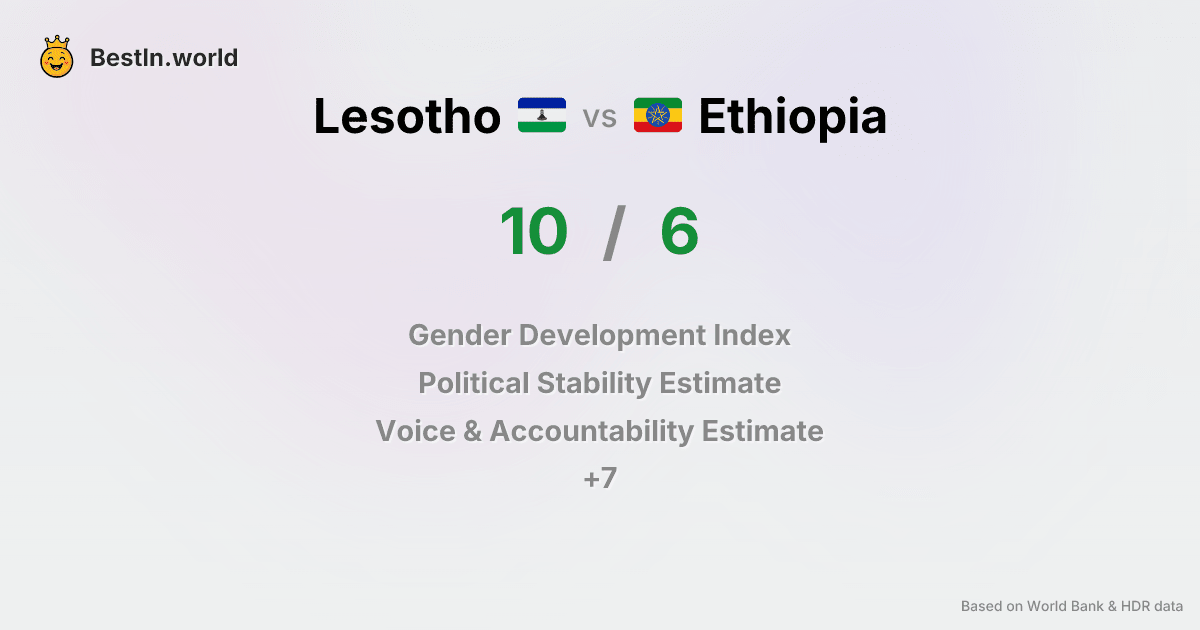 BestIn.world
Lesotho vs Ethiopia
10 / 6
Gender Development Index
Political Stability Estimate
Voice & Accountability Estimate
+7
Based on World Bank & HDR data